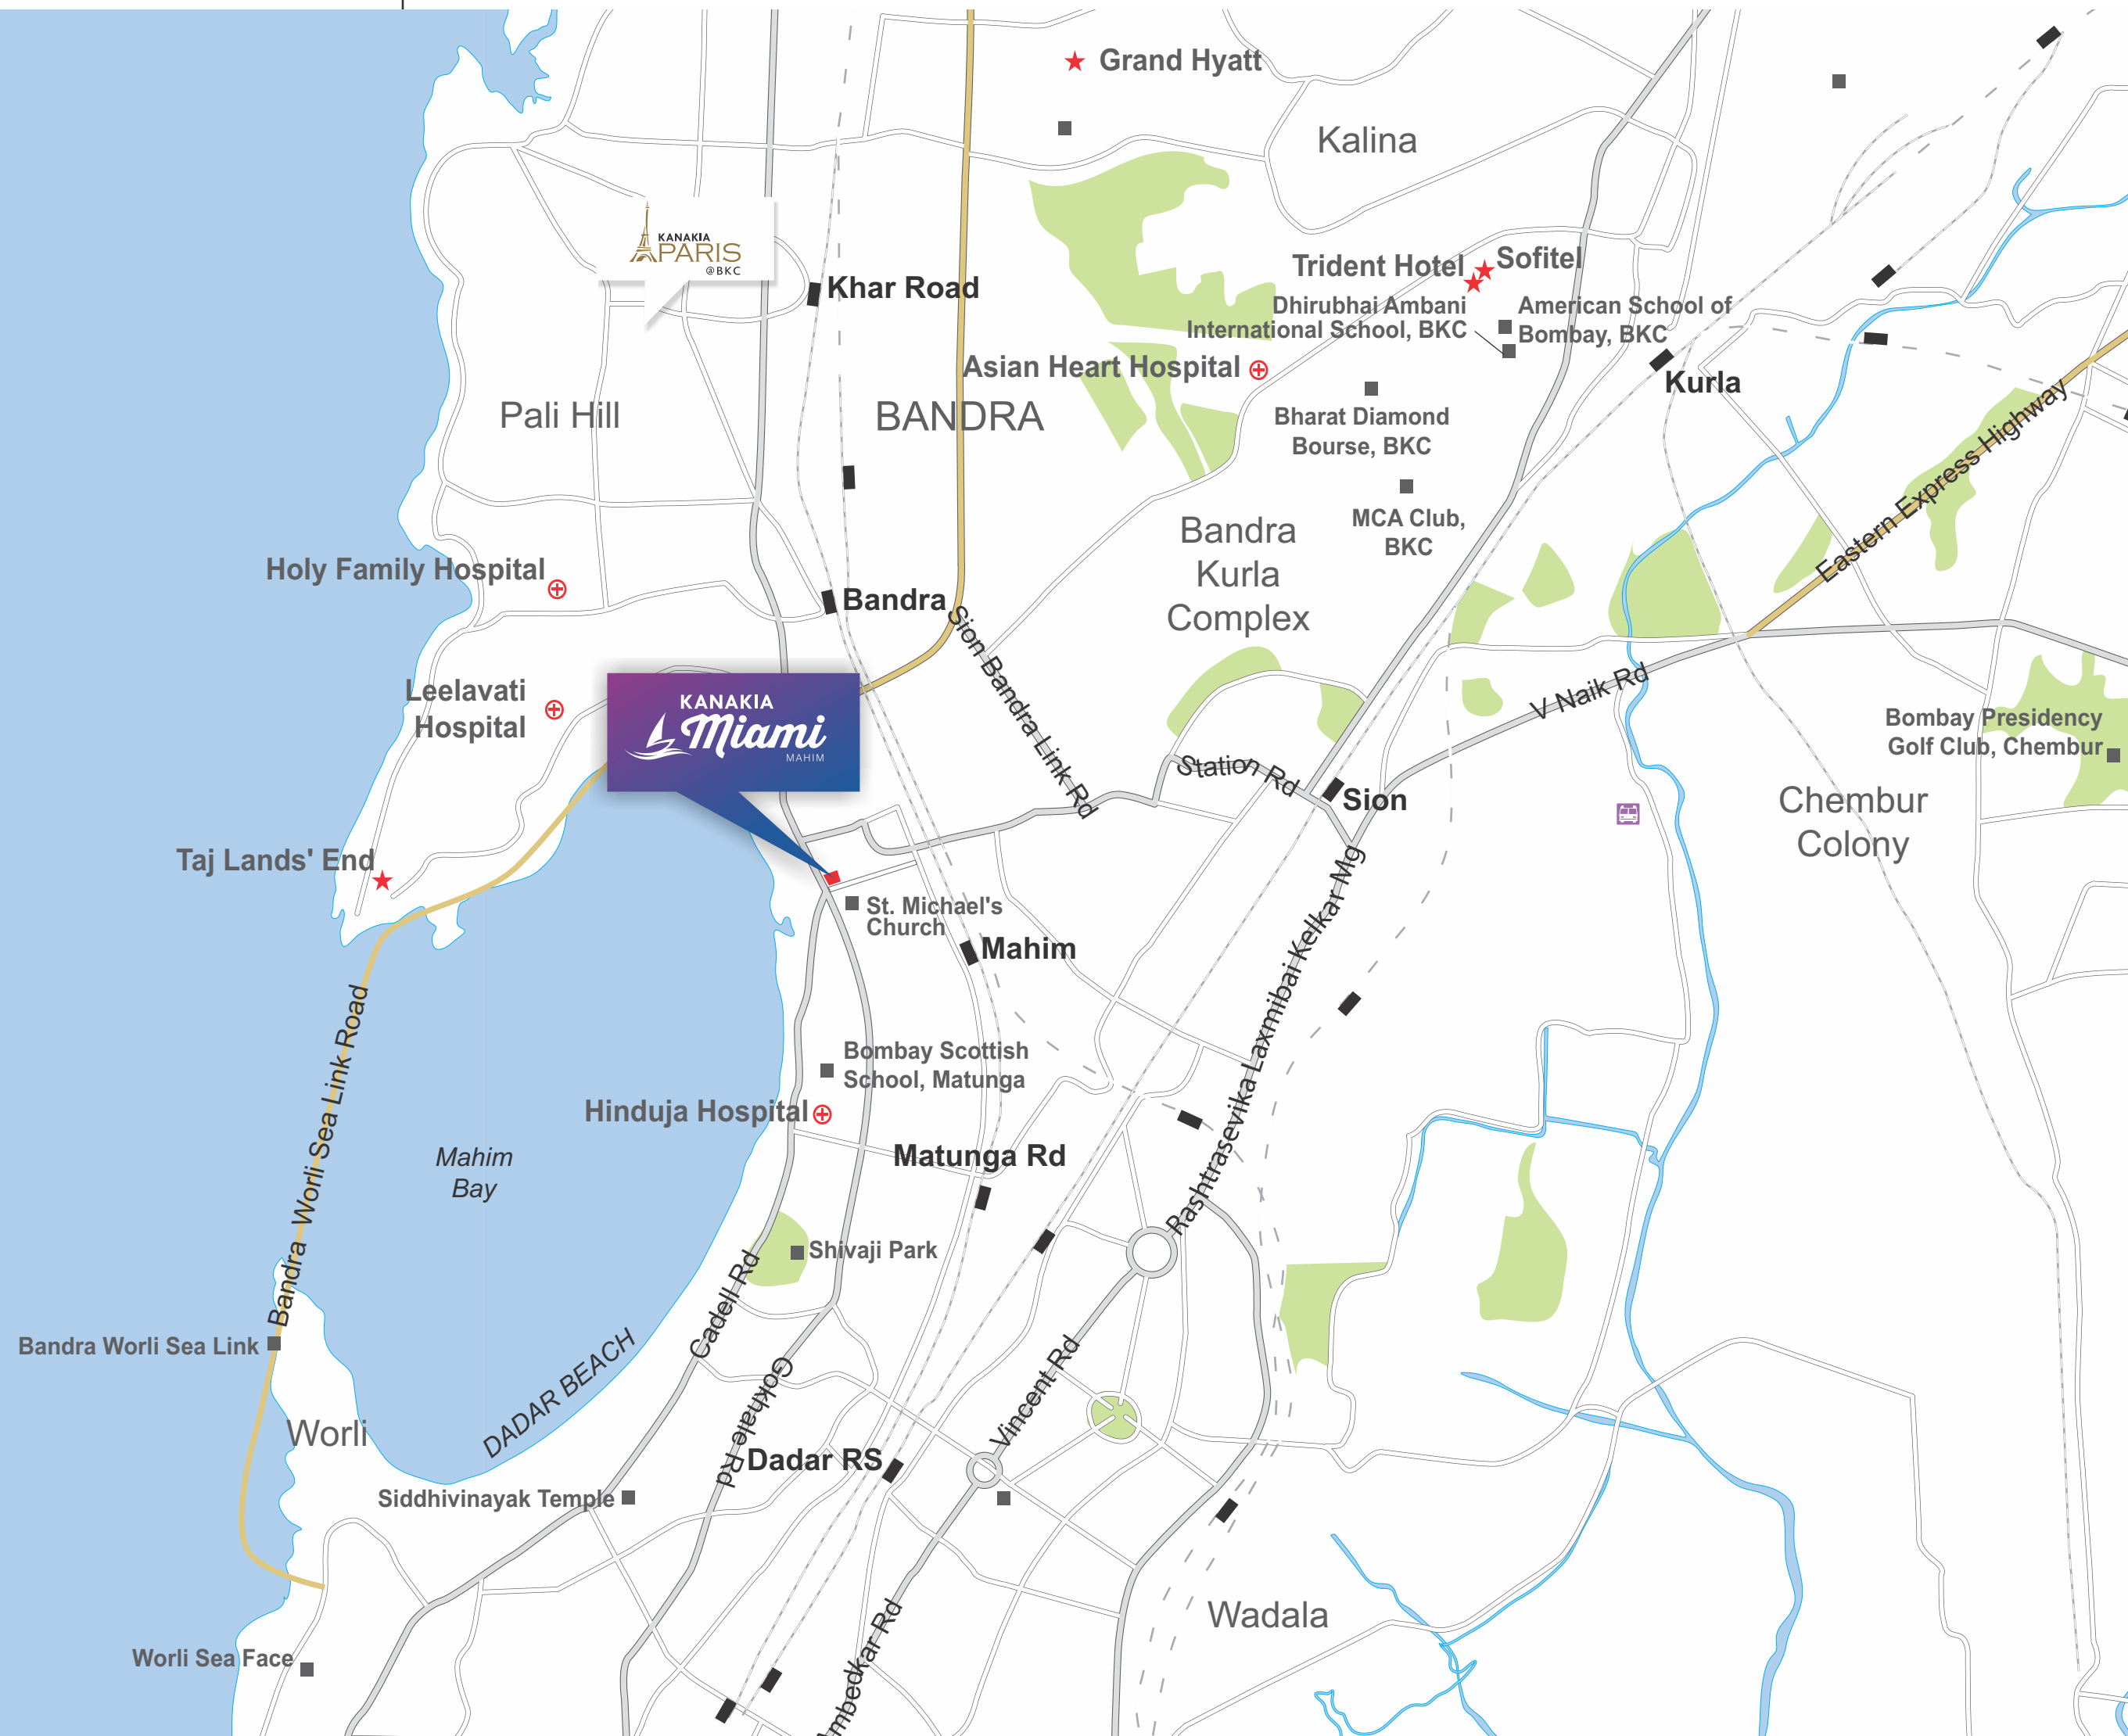 Grand Hyatt
Kalina
KANAKIA
PARIS
@BKC
Khar Road
Trident Hotel
Sofitel
Dhirubhai Ambani
International School, BKC
American School of
Bombay, BKC
Asian Heart Hospital
Kurla
Pali Hill
BANDRA
Bharat Diamond
Bourse, BKC
Eastern Express Highway
MCA Club,
BKC
Bandra
Kurla
Complex
Holy Family Hospital
Bandra
Sion Bandra Link Rd
Leelavati
Hospital
KANAKIA
Miami
MAHIM
V Naik Rd
Bombay Presidency
Golf Club, Chembur
Station Rd
Sion
Chembur
Colony
Taj Lands' End
St. Michael's
Church
Mahim
Rashtrasevika Laxmibai Kelkar Mg
Bandra Worli Sea Link Road
Bombay Scottish
School, Matunga
Hinduja Hospital
Mahim
Bay
Matunga Rd
Shivaji Park
Cadell Rd
Bandra Worli Sea Link
DADAR BEACH
Gokhale Rd
Vincent Rd
Worli
Dadar RS
Siddhivinayak Temple
Wadala
Worli Sea Face
Ambedkar Rd